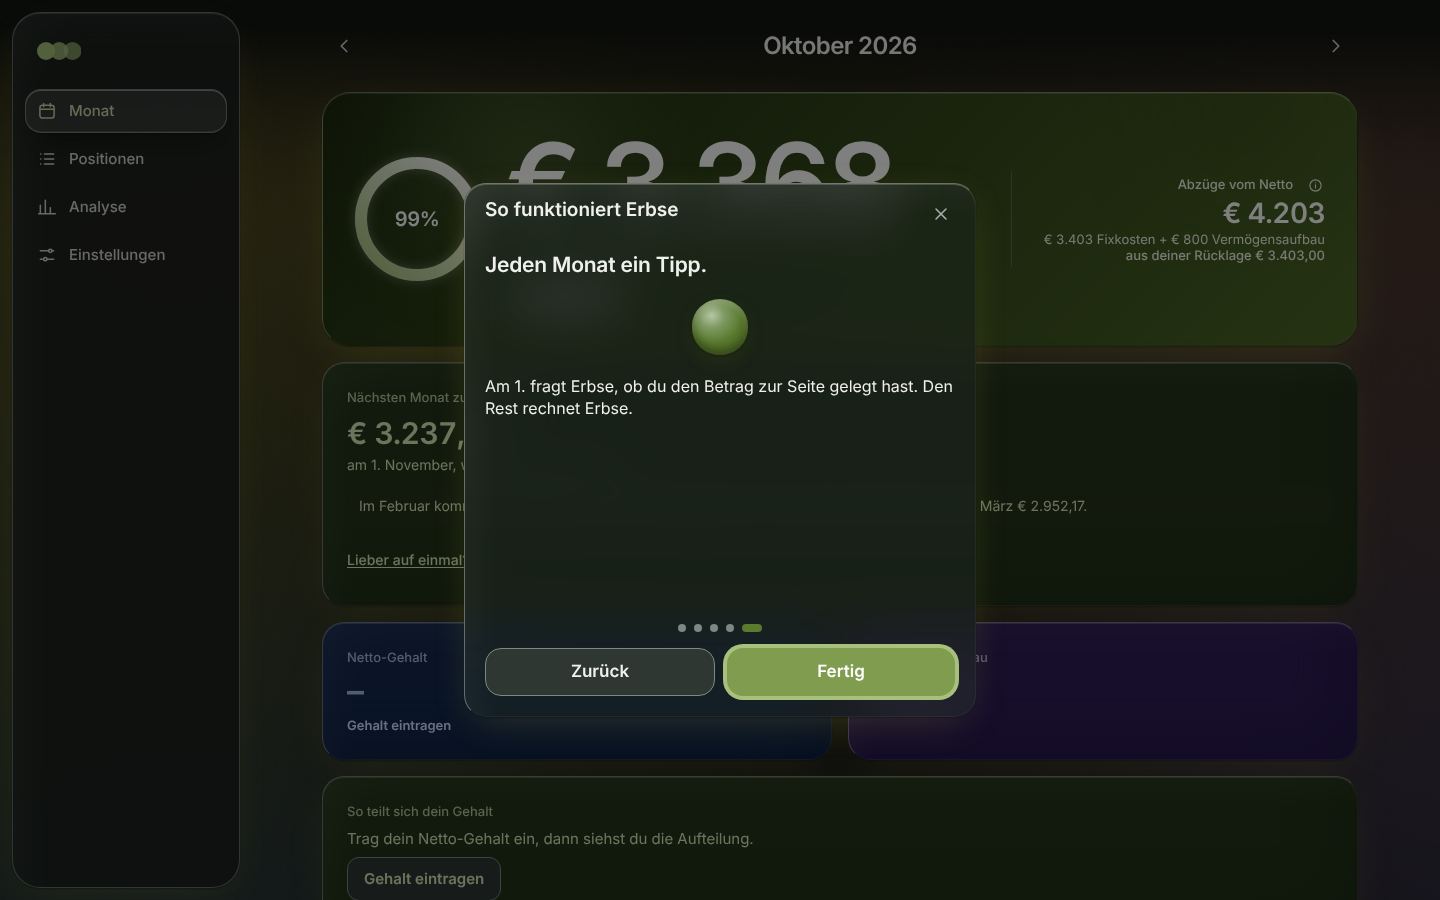 Oktober 2026
Monat
Positionen
Analyse
Einstellungen
99%
€ 3.368
Abzüge vom Netto
€ 4.203
€ 3.403 Fixkosten + € 800 Vermögensaufbau
aus deiner Rücklage € 3.403,00
So funktioniert Erbse
Jeden Monat ein Tipp.
Am 1. fragt Erbse, ob du den Betrag zur Seite gelegt hast. Den
Rest rechnet Erbse.
Zurück
Fertig
Nächsten Monat
€ 3.237,
am 1. November,
Im Februar
März € 2.952,17.
Lieber auf einmal
Netto-Gehalt
–
Gehalt eintragen
So teilt sich dein Gehalt
Trag dein Netto-Gehalt ein, dann siehst du die Aufteilung.
Gehalt eintragen